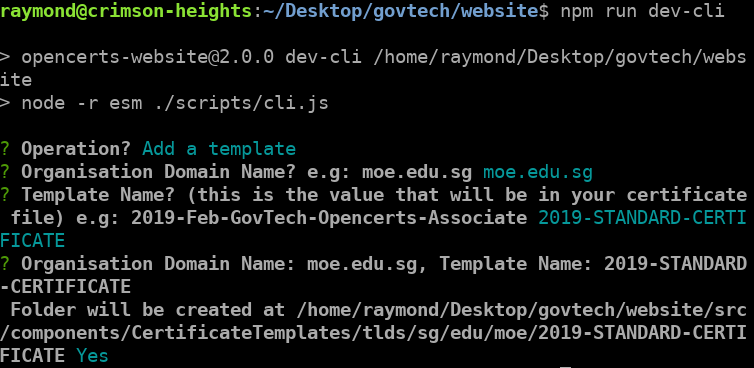 raymond@crimson-heights:~/Desktop/govtech/website$ npm run dev-cli
> opencerts-website@2.0.0 dev-cli /home/raymond/Desktop/govtech/webs
ite
> node -r esm ./scripts/cli.js
? Operation? Add a template
? Organisation Domain Name? e.g: moe.edu.sg moe.edu.sg
? Template Name? (this is the value that will be in your certificate
 file) e.g: 2019-Feb-GovTech-Opencerts-Associate 2019-STANDARD-CERTI
FICATE
? Organisation Domain Name: moe.edu.sg, Template Name: 2019-STANDARD
-CERTIFICATE
 Folder will be created at /home/raymond/Desktop/govtech/website/src
/components/CertificateTemplates/tlds/sg/edu/moe/2019-STANDARD-CERTI
FICATE Yes